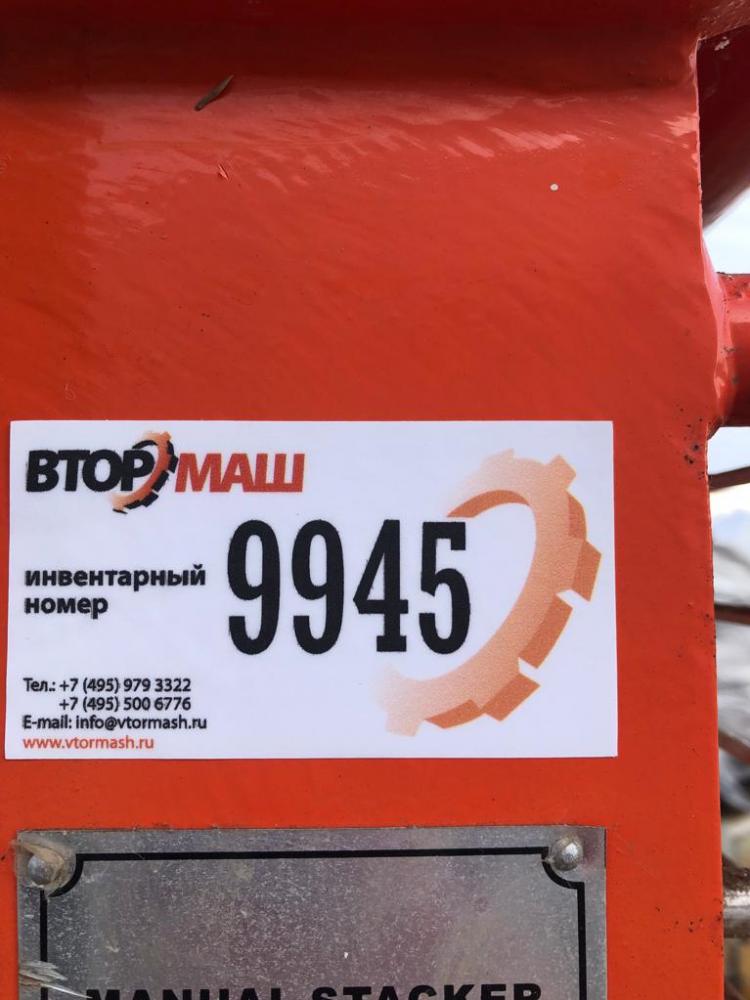 ВТОРМАШ
инвентарный
номер
9945
Тел.: +7 (495) 979 3322
+7 (495) 500 6776
E-mail: info@vtormash.ru
www.vtormash.ru
MANUAL STACKER